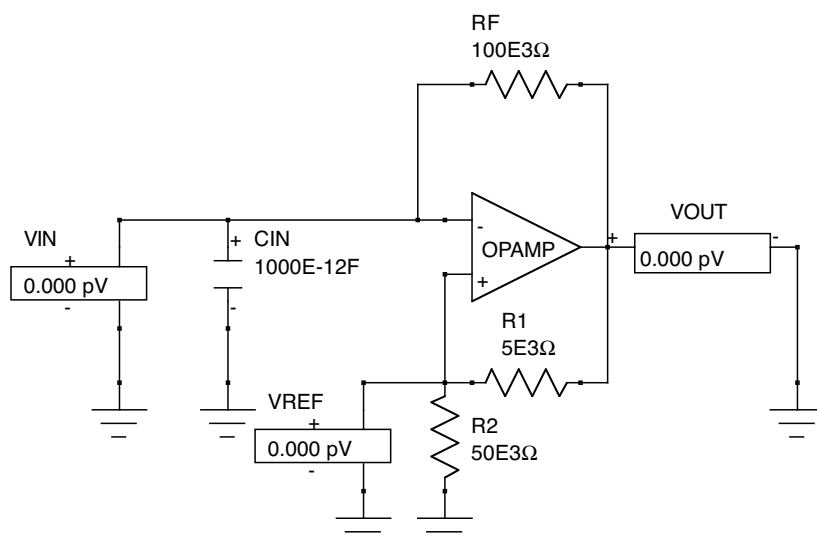 RF
100E3Ω
VIN
+
0.000 pV
-
+
CIN
1000E-12F
-
-
OPAMP
+
VOUT
+
-
0.000 pV
R1
5E3Ω
VREF
+
0.000 pV
-
R2
50E3Ω